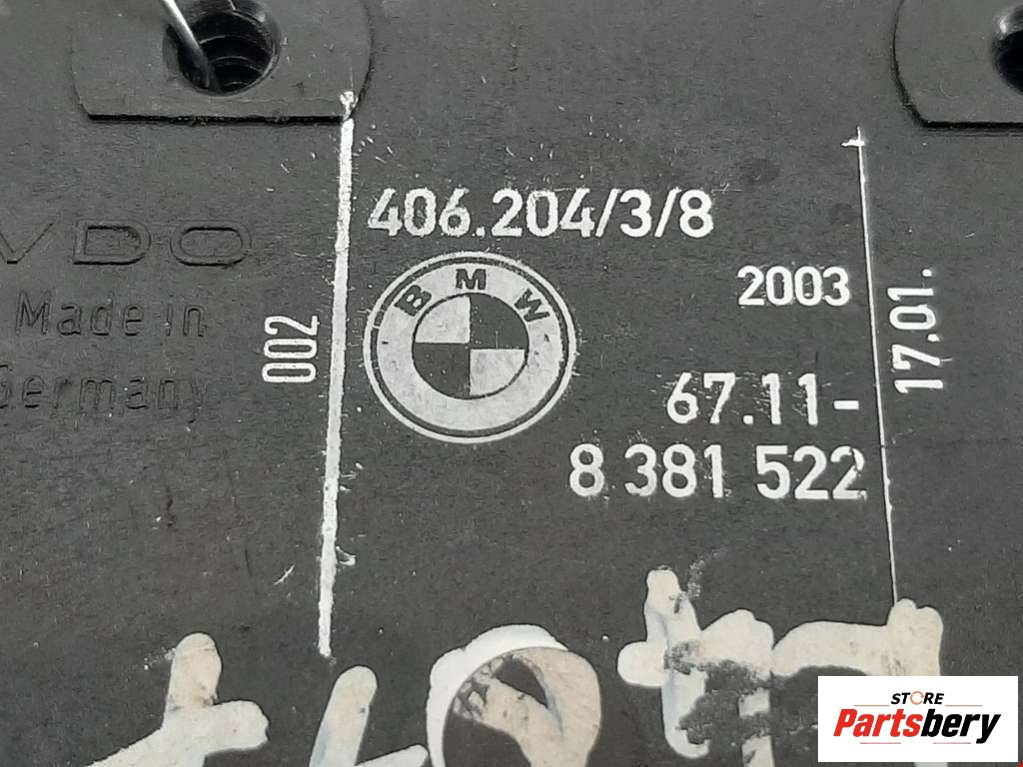 VDO
Made in
Germany
002
406.204/3/8
BMW
2003
67.11-
8 381 522
17.01.
STORE
Partsbery